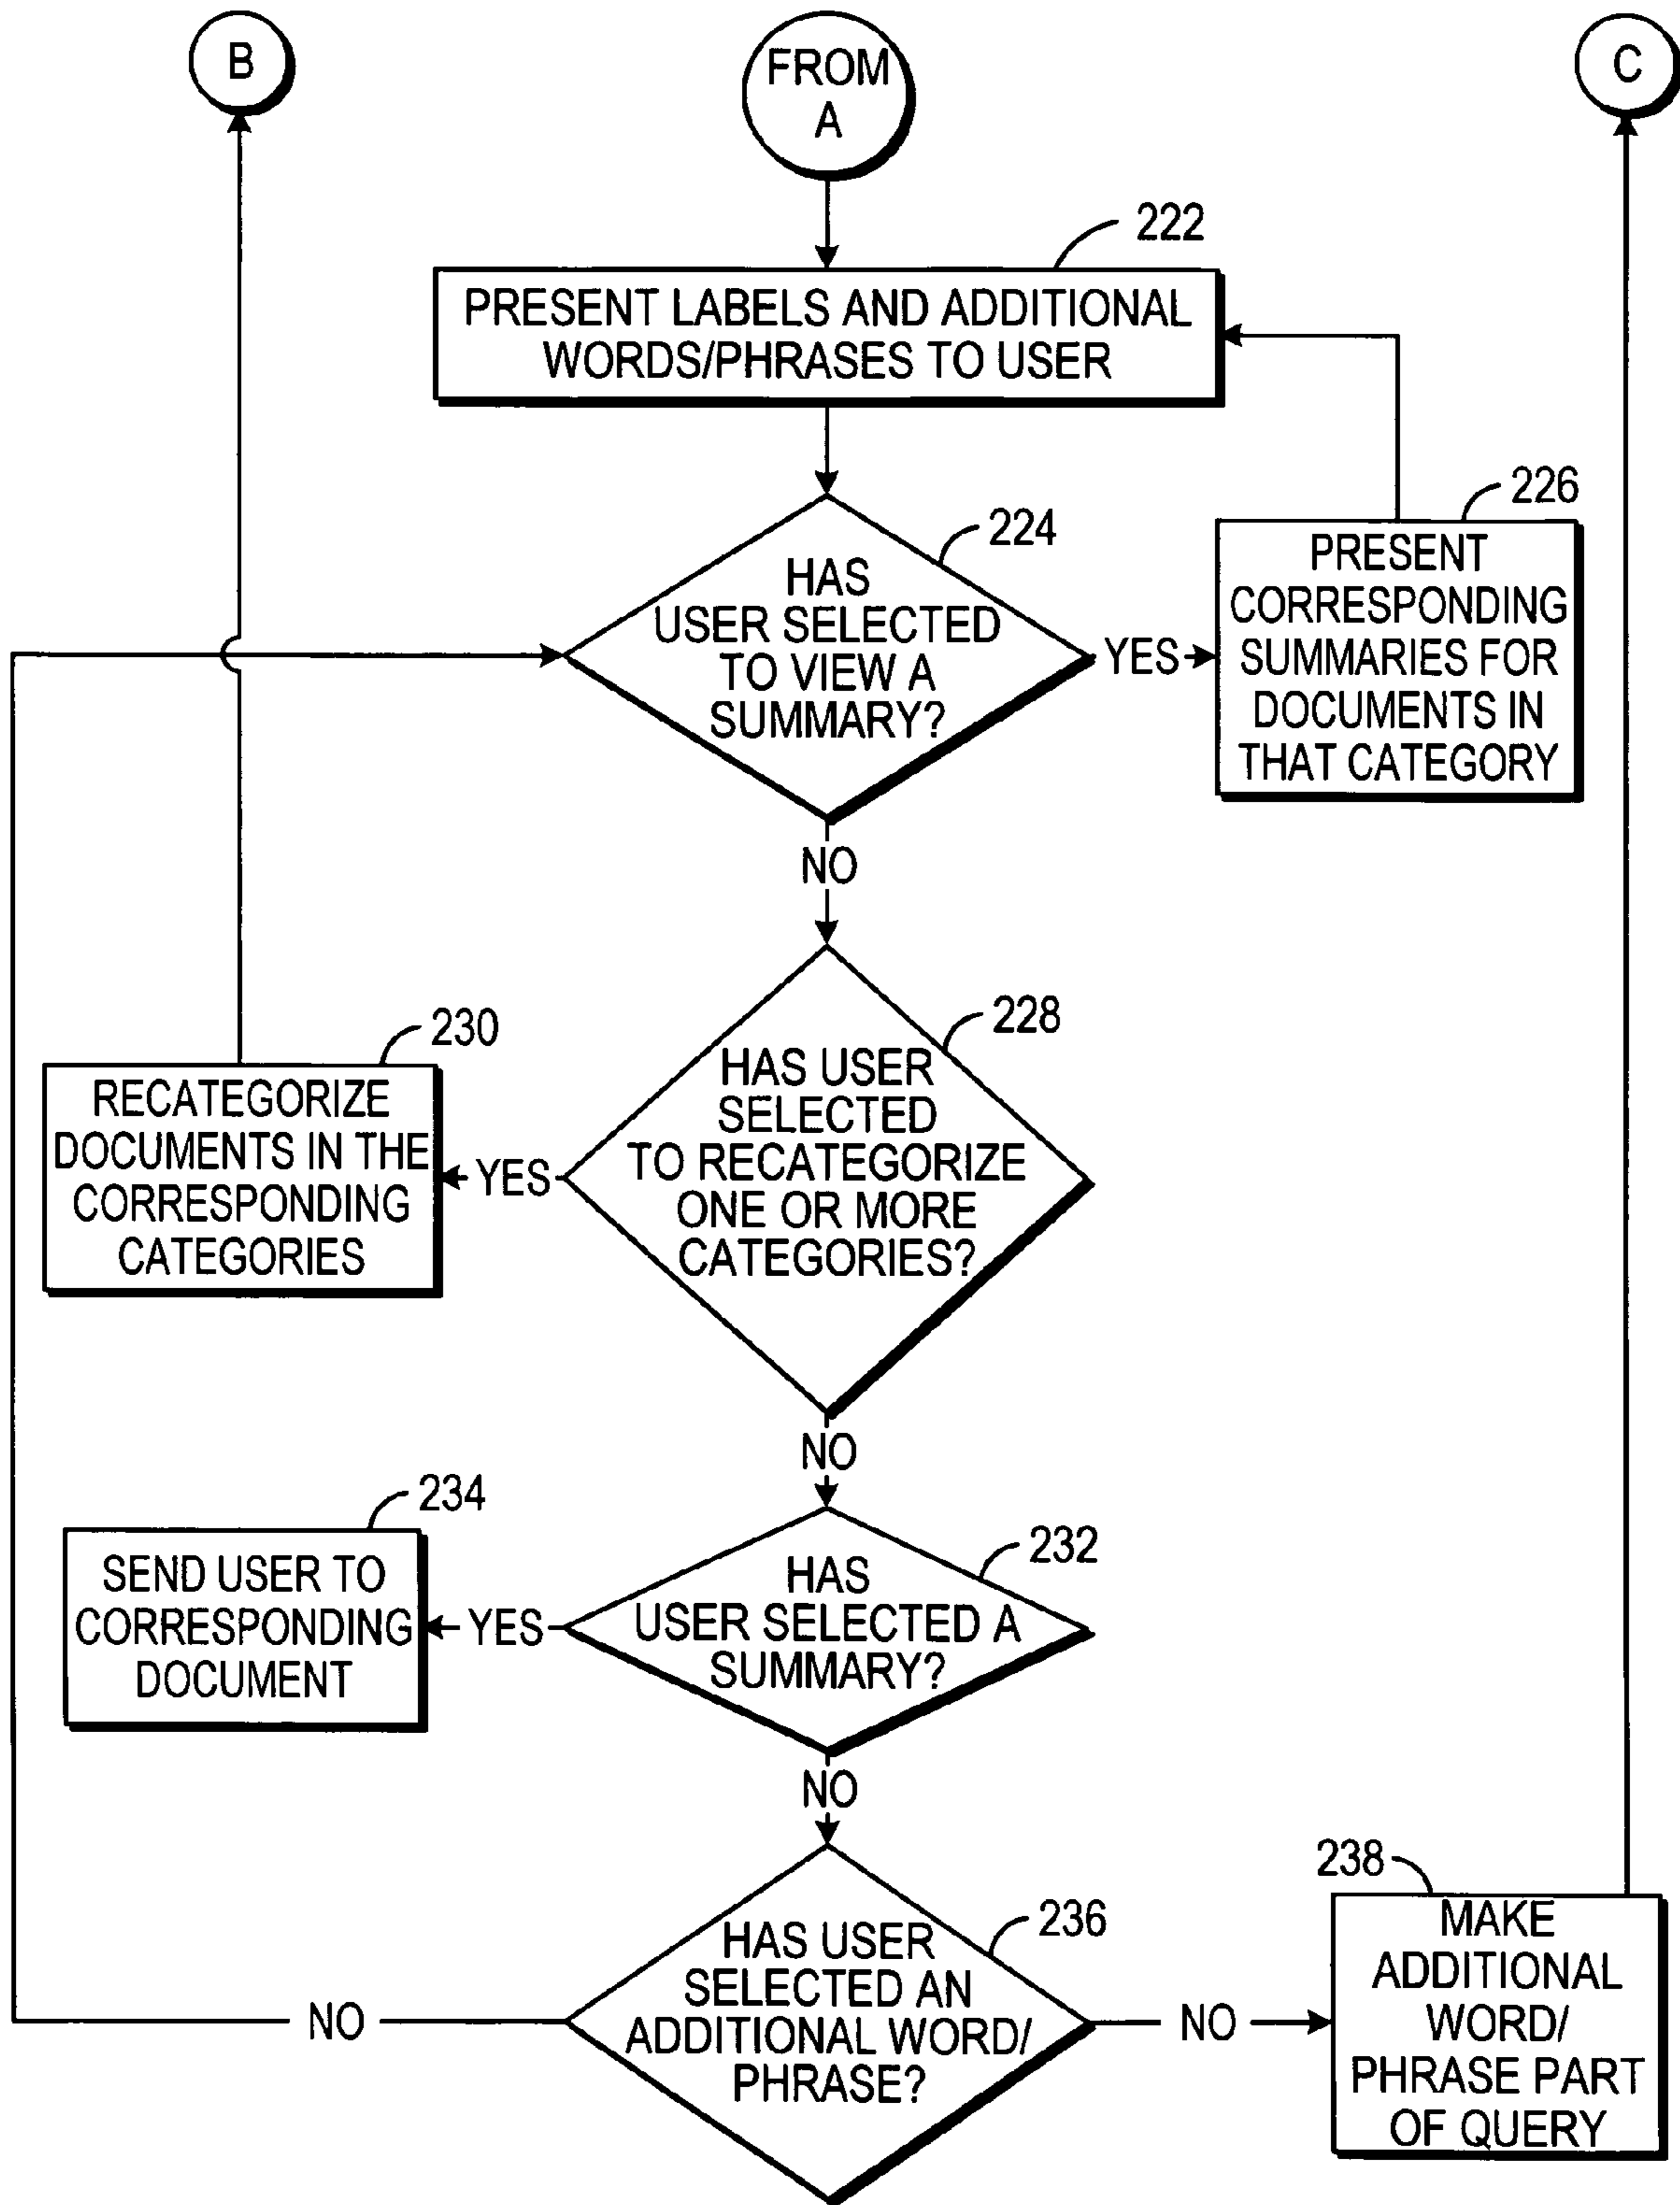 B
FROM
A
C
222
PRESENT LABELS AND ADDITIONAL
WORDS/PHRASES TO USER
224
HAS
USER SELECTED
TO VIEW A
SUMMARY?
YES
226
PRESENT
CORRESPONDING
SUMMARIES FOR
DOCUMENTS IN
THAT CATEGORY
NO
228
HAS USER
SELECTED
TO RECATEGORIZE
ONE OR MORE
CATEGORIES?
YES
230
RECATEGORIZE
DOCUMENTS IN THE
CORRESPONDING
CATEGORIES
NO
232
HAS
USER SELECTED A
SUMMARY?
YES
234
SEND USER TO
CORRESPONDING
DOCUMENT
NO
236
HAS USER
SELECTED AN
ADDITIONAL WORD/
PHRASE?
NO
NO
238
MAKE
ADDITIONAL
WORD/
PHRASE PART
OF QUERY